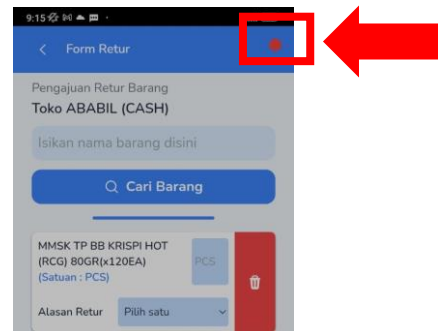 9:15
Form Retur
Pengajuan Retur Barang
Toko ABABIL (CASH)
Isikan nama barang disini
Cari Barang
MMSK TP BB KRISPI HOT
(RCG) 80GR(x120EA)
PCS
(Satuan : PCS)
Alasan Retur Pilih satu